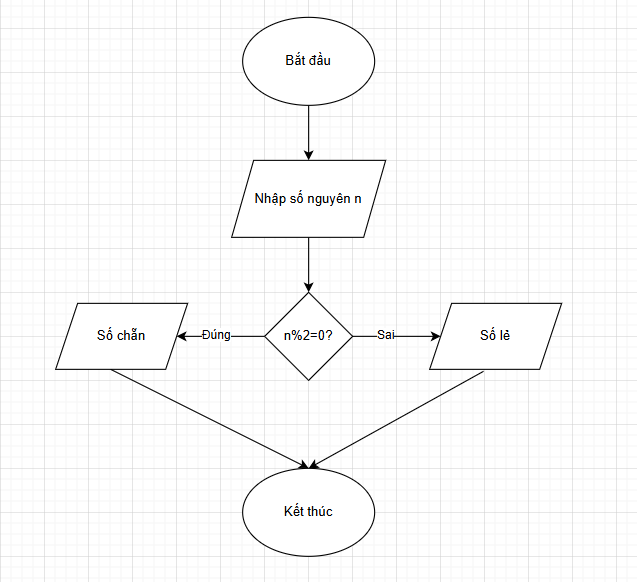 Bắt đầu
Nhập số nguyên n
Số chẵn
Đúng
n%2=0?
Sai
Số lẻ
Kết thúc